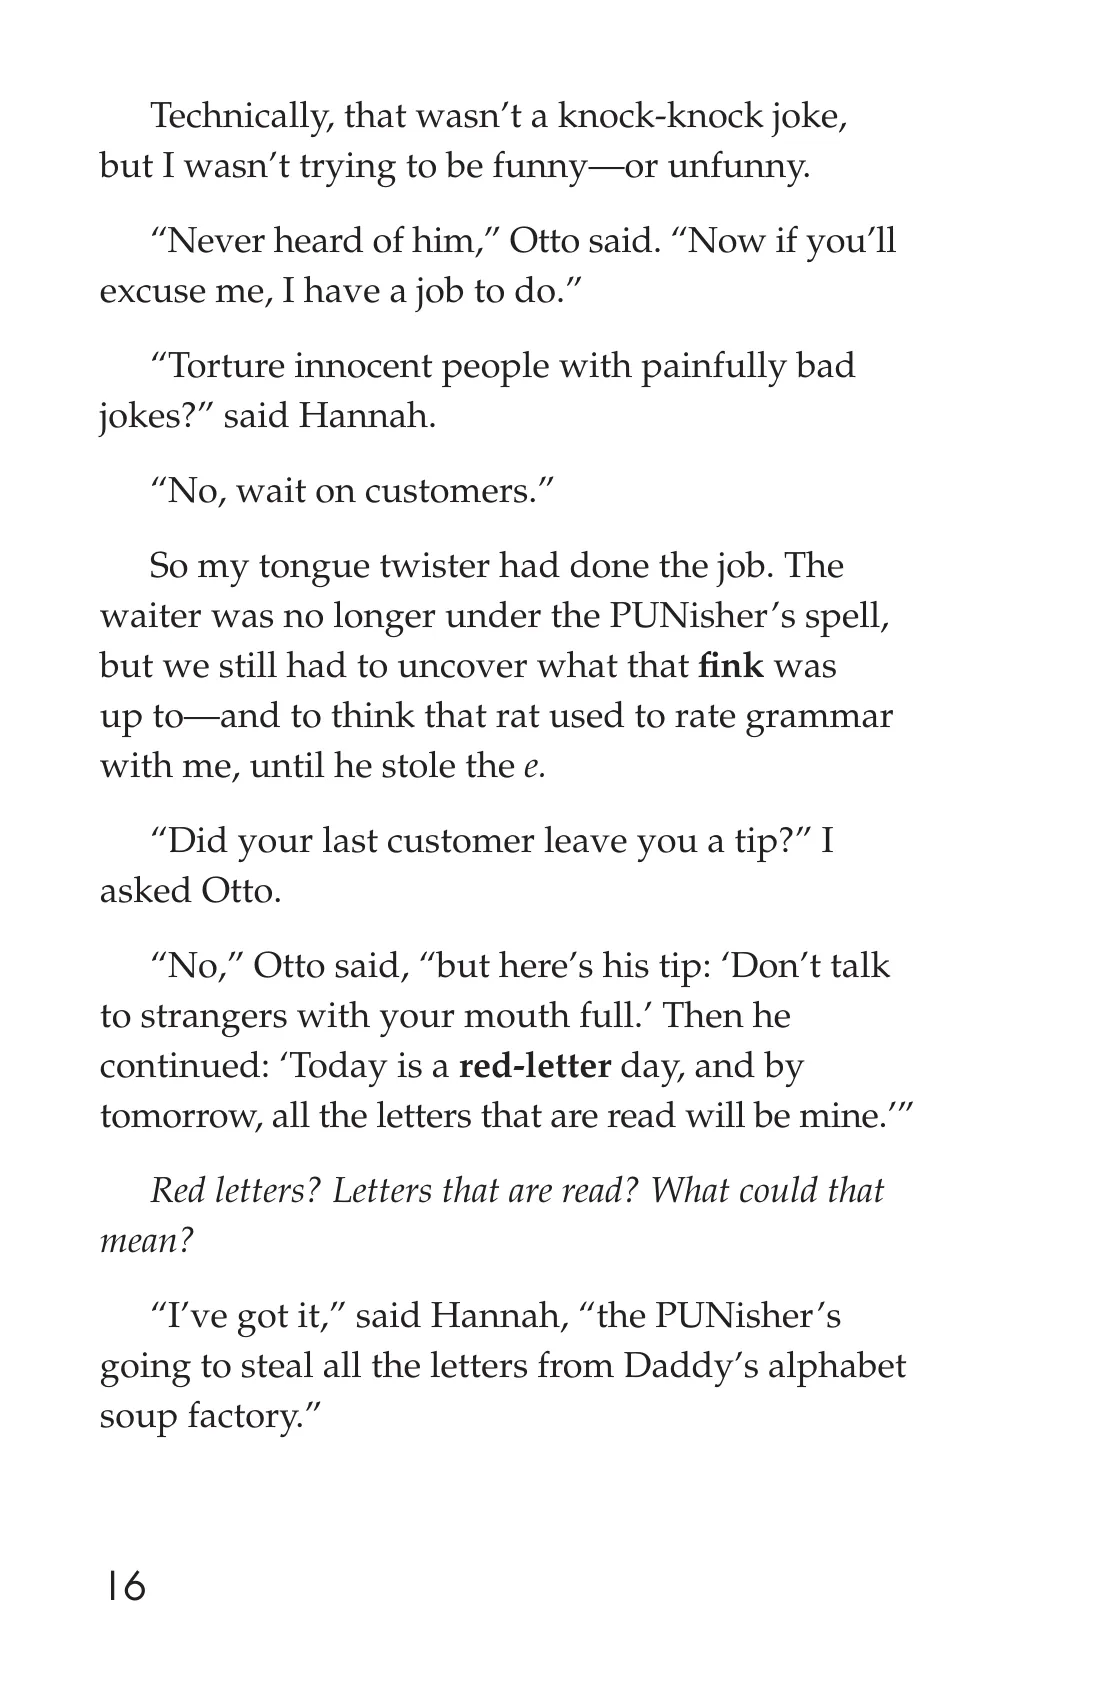 Technically, that wasn’t a knock-knock joke,
but I wasn’t trying to be funny—or unfunny.
“Never heard of him,” Otto said. “Now if you’ll
excuse me, I have a job to do.”
“Torture innocent people with painfully bad
jokes?” said Hannah.
“No, wait on customers.”
So my tongue twister had done the job. The
waiter was no longer under the PUNisher’s spell,
but we still had to uncover what that fink was
up to—and to think that rat used to rate grammar
with me, until he stole the e.
“Did your last customer leave you a tip?” I
asked Otto.
“No,” Otto said, “but here’s his tip: ‘Don’t talk
to strangers with your mouth full.’ Then he
continued: ‘Today is a red-letter day, and by
tomorrow, all the letters that are read will be mine.’”
Red letters? Letters that are read? What could that
mean?
“I’ve got it,” said Hannah, “the PUNisher’s
going to steal all the letters from Daddy’s alphabet
soup factory.”
16